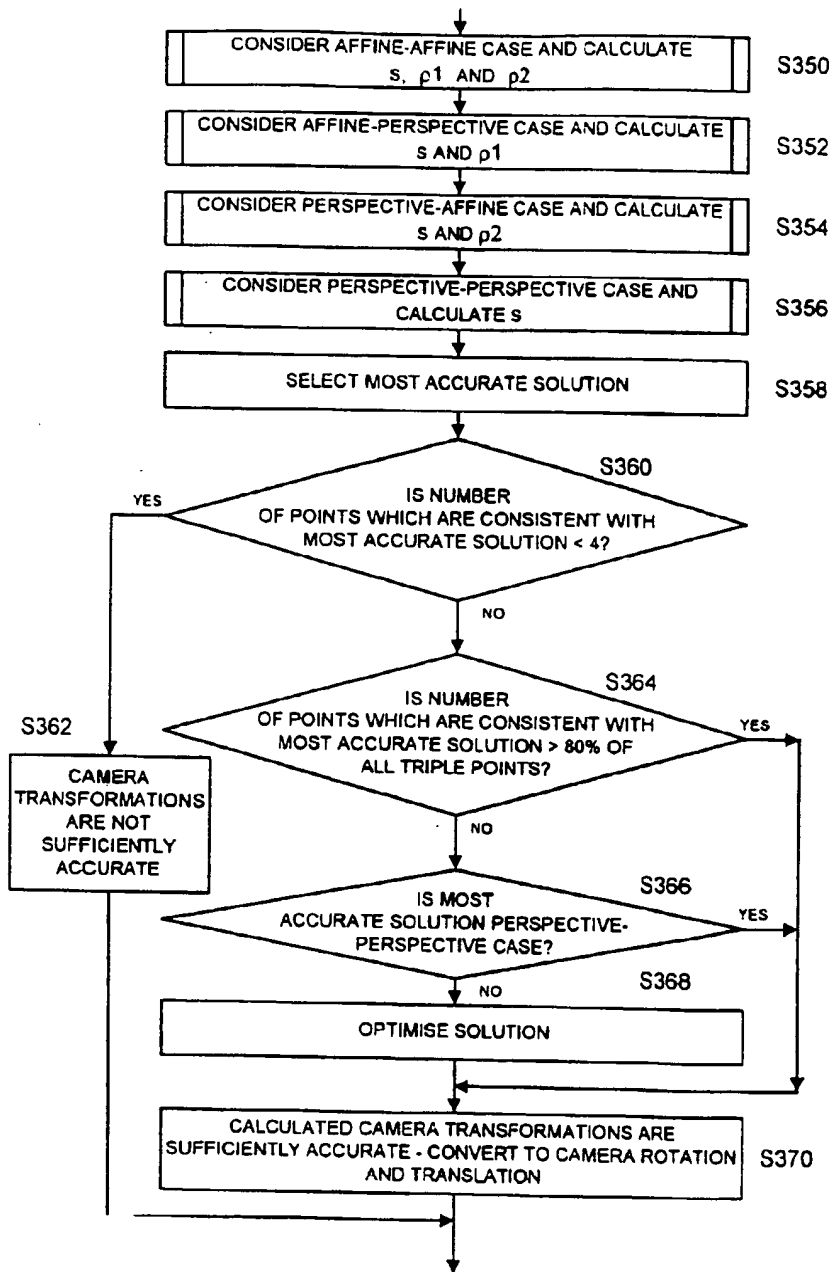 CONSIDER AFFINE-AFFINE CASE AND CALCULATE
s, ρ1 AND ρ2
S350
CONSIDER AFFINE-PERSPECTIVE CASE AND CALCULATE
s AND ρ1
S352
CONSIDER PERSPECTIVE-AFFINE CASE AND CALCULATE
s AND ρ2
S354
CONSIDER PERSPECTIVE-PERSPECTIVE CASE AND
CALCULATE s
S356
SELECT MOST ACCURATE SOLUTION
S358
S360
YES
IS NUMBER
OF POINTS WHICH ARE CONSISTENT WITH
MOST ACCURATE SOLUTION < 4?
NO
S364
IS NUMBER
OF POINTS WHICH ARE CONSISTENT WITH
MOST ACCURATE SOLUTION > 80% OF
ALL TRIPLE POINTS?
YES
S362
CAMERA
TRANSFORMATIONS
ARE NOT
SUFFICIENTLY
ACCURATE
NO
S366
IS MOST
ACCURATE SOLUTION PERSPECTIVE-
PERSPECTIVE CASE?
YES
S368
NO
OPTIMISE SOLUTION
CALCULATED CAMERA TRANSFORMATIONS ARE
SUFFICIENTLY ACCURATE - CONVERT TO CAMERA ROTATION
AND TRANSLATION
S370